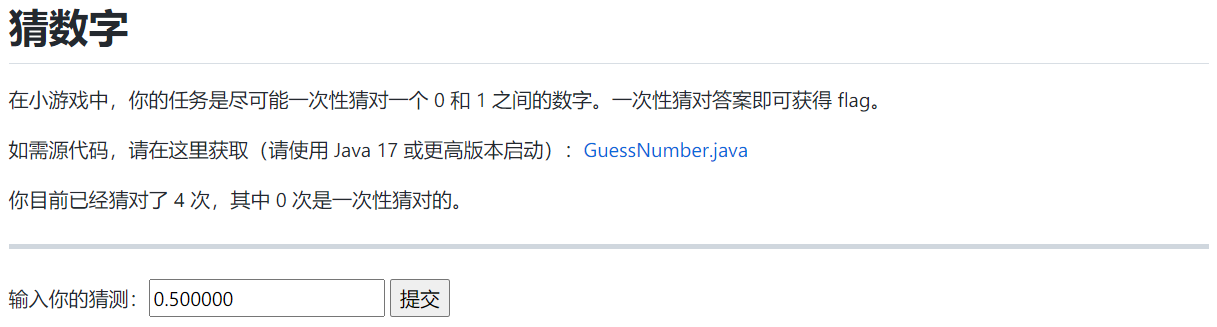 猜数字
在小游戏中，你的任务是尽可能一次性猜对一个 0 和 1 之间的数字。一次性猜对答案即可获得 flag。
如需源代码，请在这里获取（请使用 Java 17 或更高版本启动）：GuessNumber.java
你目前已经猜对了 4 次，其中 0 次是一次性猜对的。
输入你的猜测：0.500000 提交